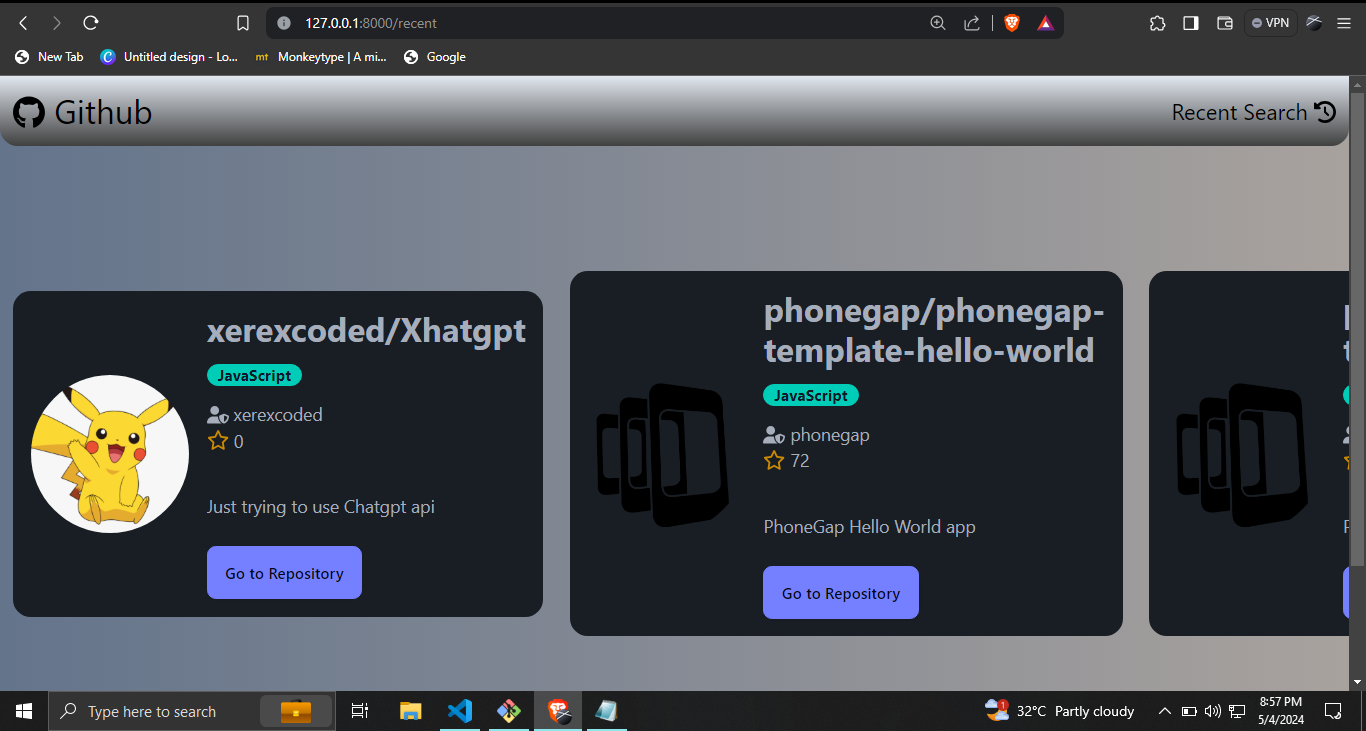 127.0.0.1:8000/recent
VPN
New Tab
Untitled design - Lo...
mt Monkeytype | A mi...
Google
Github
Recent Search
xerexcoded/Xhatgpt
JavaScript
xerexcoded
0
Just trying to use Chatgpt api
Go to Repository
phonegap/phonegap-
template-hello-world
JavaScript
phonegap
72
PhoneGap Hello World app
Go to Repository
Type here to search
1
32°C Partly cloudy
8:57 PM
5/4/2024